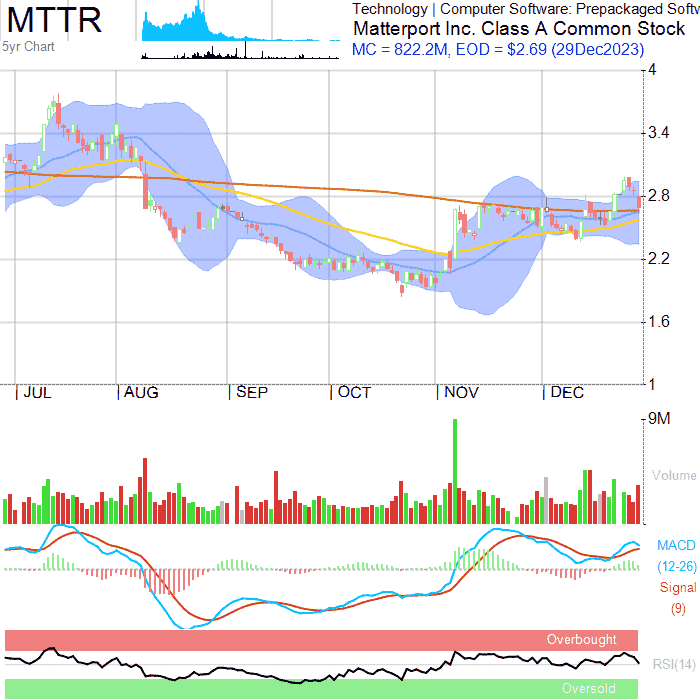 MTTR
5yr Chart
Technology | Computer Software: Prepackaged Softw
Matterport Inc. Class A Common Stock
MC = 822.2M, EOD = $2.69 (29Dec2023)
4
3.4
2.8
2.2
1.6
1
JUL AUG SEP OCT NOV DEC
9M
Volume
MACD
(12-26)
Signal
(9)
Overbought
RSI(14)
Oversold